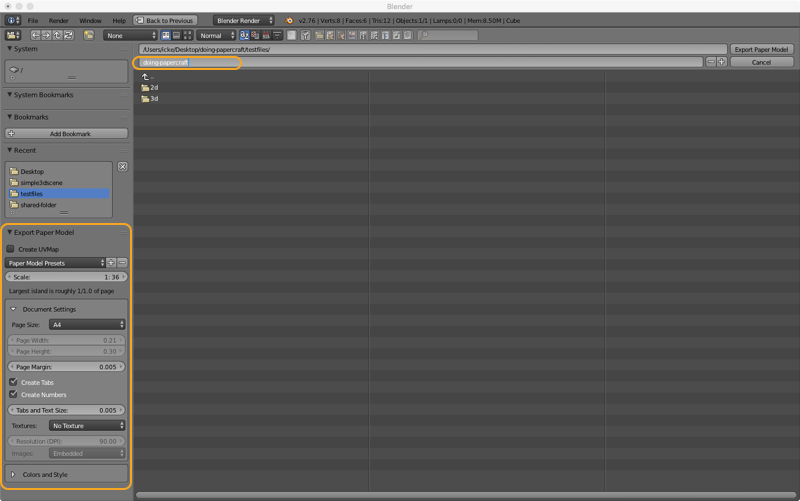 Blender
File Render Window Help Back to Previous Blender Render v2.76 | Verts:8 | Faces:6 | Tris:12 | Objects:1/1 | Lamps:0/0 | Mem:8.50M | Cube
None Normal
System
/
System Bookmarks
Bookmarks
Add Bookmark
Recent
Desktop
simple3dscene
testfiles
shared-folder
Export Paper Model
Create UVMap
Paper Model Presets
Scale: 1: 36
Largest island is roughly 1/1.0 of page
Document Settings
Page Size: A4
Page Width: 0.21
Page Height: 0.30
Page Margin: 0.005
Create Tabs
Create Numbers
Tabs and Text Size: 0.005
Textures: No Texture
Resolution (DPI): 90.00
Images: Embedded
Colors and Style
/Users/icke/Desktop/doing-papercraft/testfiles/ Export Paper Model
doing-papercraft Cancel
..
2d
3d